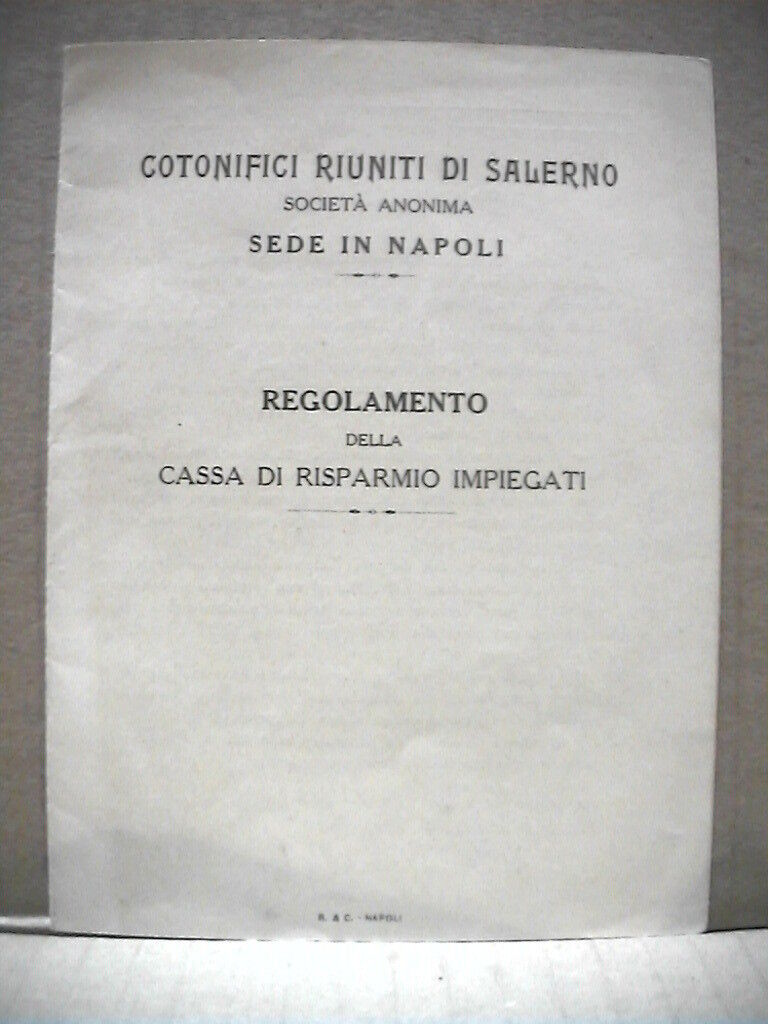 COTONIFICI RIUNITI DI SALERNO
SOCIETÀ ANONIMA
SEDE IN NAPOLI
REGOLAMENTO
DELLA
CASSA DI RISPARMIO IMPIEGATI
R. & C. - NAPOLI